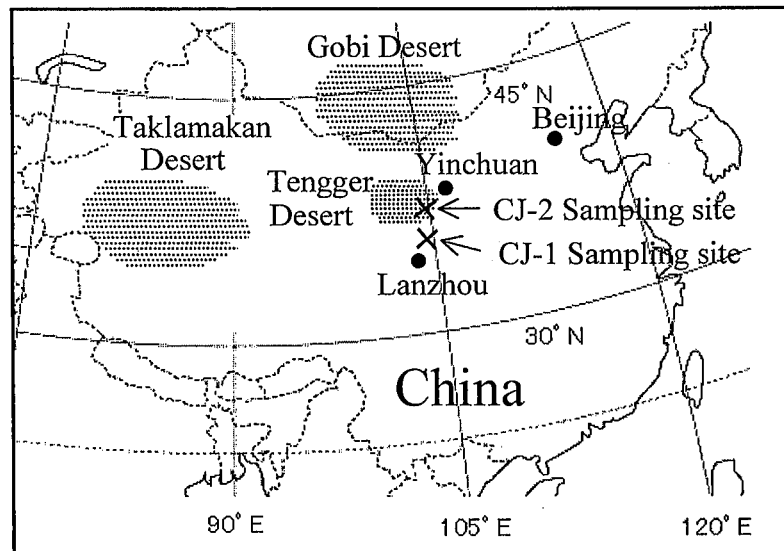 Gobi Desert
45° N
Beijing
Taklamakan
Desert
Yinchuan
Tengger
Desert
CJ-2 Sampling site
CJ-1 Sampling site
Lanzhou
30° N
China
90° E
105° E
120° E